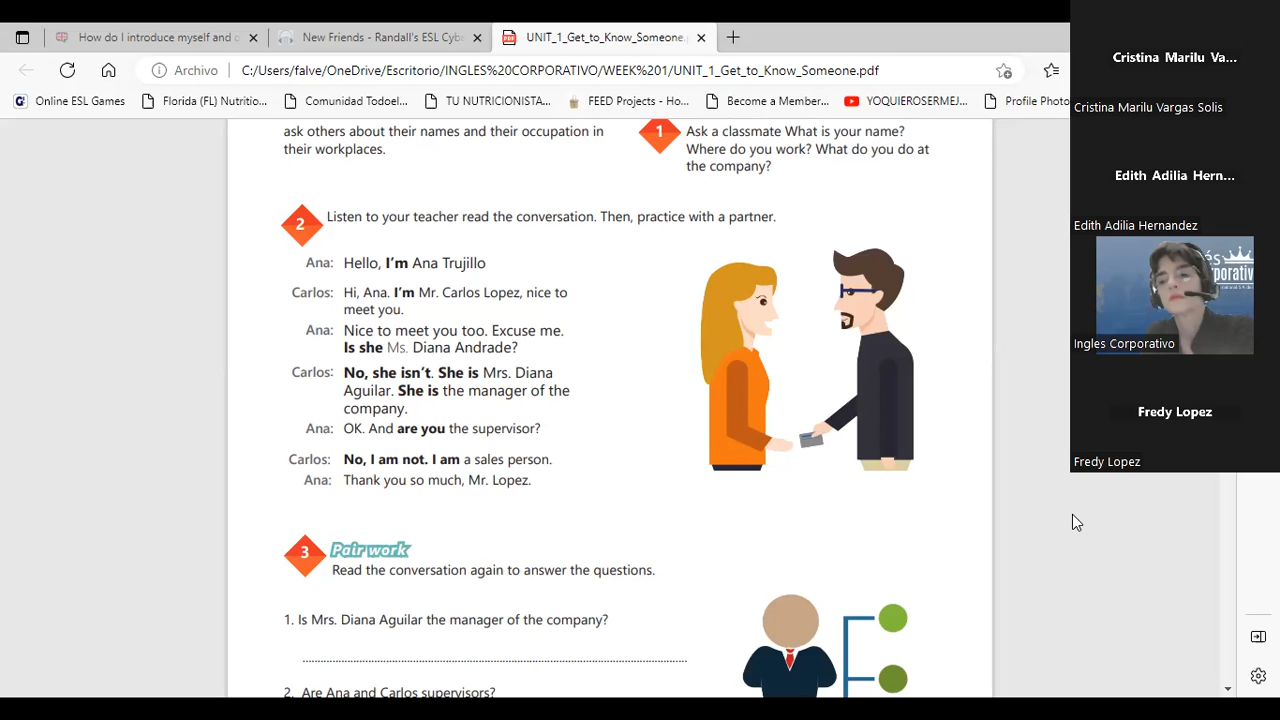 How do I introduce myself and o
New Friends - Randall's ESL Cyb
UNIT_1_Get_to_Know_Someone.
Archivo
C:/Users/falve/OneDrive/Escritorio/INGLES%20CORPORATIVO/WEEK%201/UNIT_1_Get_to_Know_Someone.pdf
Online ESL Games
Florida (FL) Nutritio...
Comunidad Todoel...
TU NUTRICIONISTA...
FEED Projects - Ho...
Become a Member...
YOQUIEROSERMEJ...
Profile Photo
ask others about their names and their occupation in
their workplaces.
1
Ask a classmate What is your name?
Where do you work? What do you do at
the company?
2
Listen to your teacher read the conversation. Then, practice with a partner.
Ana: Hello, I'm Ana Trujillo
Carlos: Hi, Ana. I'm Mr. Carlos Lopez, nice to
meet you.
Ana: Nice to meet you too. Excuse me.
Is she Ms. Diana Andrade?
Carlos: No, she isn't. She is Mrs. Diana
Aguilar. She is the manager of the
company.
Ana: OK. And are you the supervisor?
Carlos: No, I am not. I am a sales person.
Ana: Thank you so much, Mr. Lopez.
3
Pair work
Read the conversation again to answer the questions.
1. Is Mrs. Diana Aguilar the manager of the company?
2. Are Ana and Carlos supervisors?
Cristina Marilu Va...
Cristina Marilu Vargas Solis
Edith Adilia Hern...
Edith Adilia Hernandez
Ingles Corporativo
Fredy Lopez
Fredy Lopez